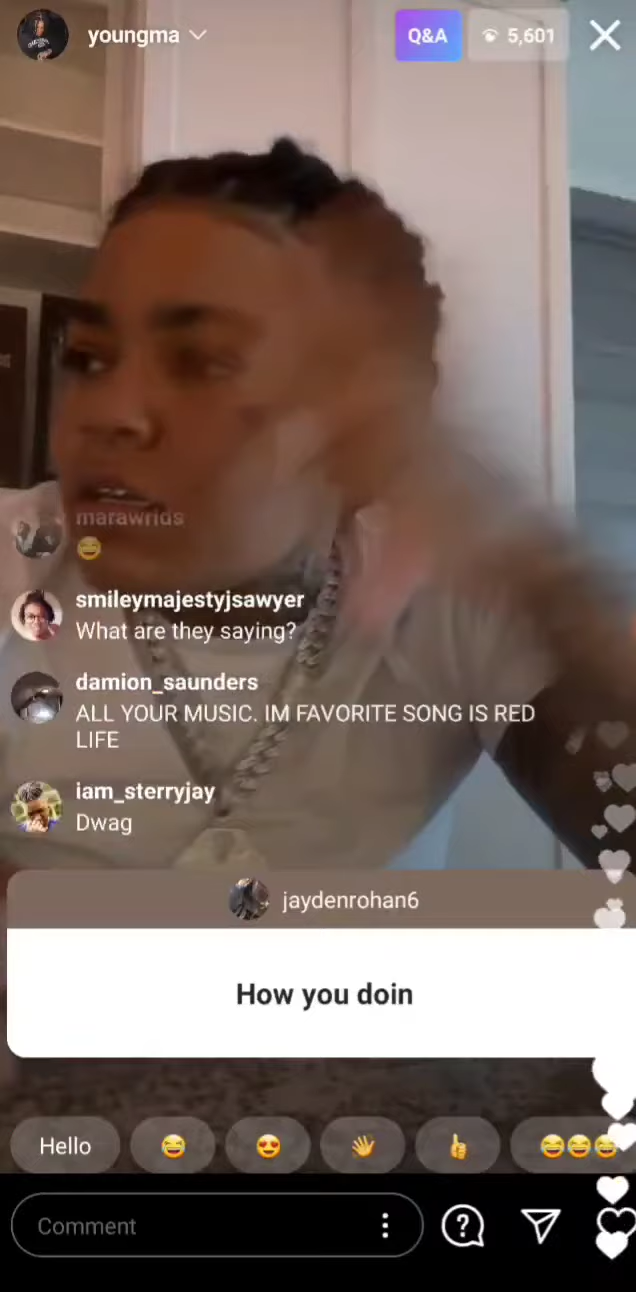 youngma
Q&A
5,601
marawrids
😂
smileymajestyjsawyer
What are they saying?
damion_saunders
ALL YOUR MUSIC. IM FAVORITE SONG IS RED
LIFE
iam_sterryjay
Dwag
jaydenrohan6
How you doin
Hello 😂 😍 👋 👍 😂😂😂
Comment